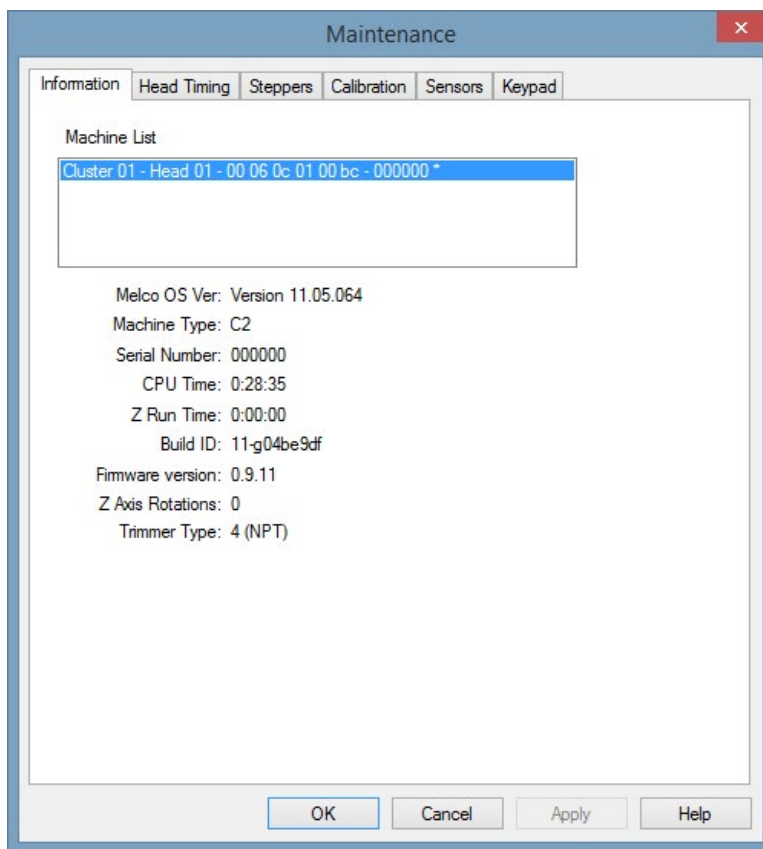 Maintenance
Information Head Timing Steppers Calibration Sensors Keypad
Machine List
Cluster 01 - Head 01 - 00 06 0c 01 00 bc - 000000 *
Melco OS Ver: Version 11.05.064
Machine Type: C2
Serial Number: 000000
CPU Time: 0:28:35
Z Run Time: 0:00:00
Build ID: 11-g04be9df
Firmware version: 0.9.11
Z Axis Rotations: 0
Trimmer Type: 4 (NPT)
OK Cancel Apply Help